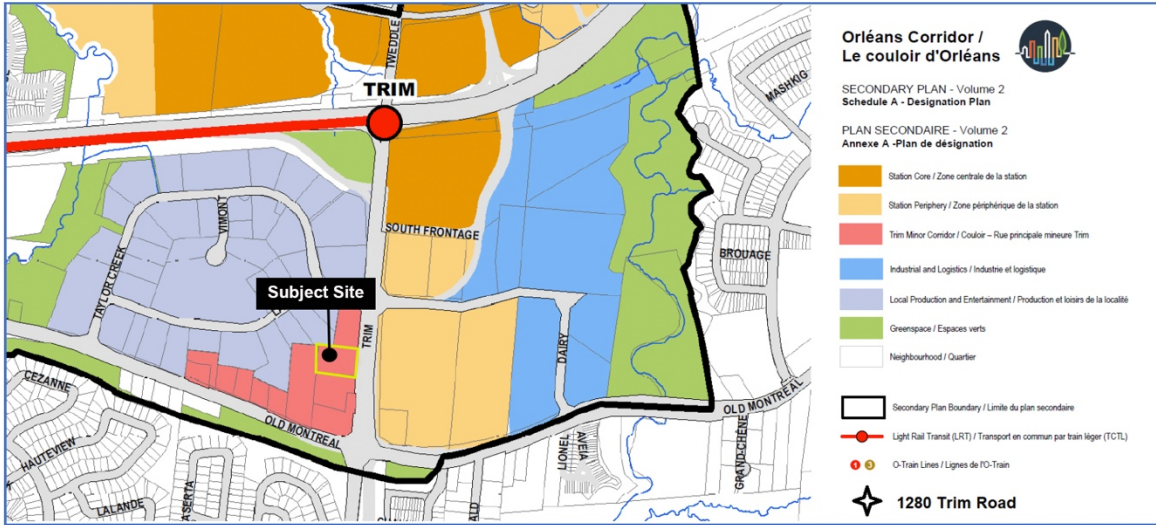 TWEDDLE
TRIM
MASHKIG
VIMONT
SOUTH FRONTAGE
TAYLOR CREEK
BROUAGE
Subject Site
TRIM
DAIRY
CEZANNE
OLD MONTREAL
OLD MONTREAL
HAUTEVIEW
LIONEL
AVEIA
GRAND-CHENE
LALANDE
Orléans Corridor /
Le couloir d'Orléans
SECONDARY PLAN - Volume 2
Schedule A - Designation Plan
PLAN SECONDAIRE - Volume 2
Annexe A -Plan de désignation
Station Core / Zone centrale de la station
Station Periphery / Zone périphérique de la station
Trim Minor Corridor / Couloir – Rue principale mineure Trim
Industrial and Logistics / Industrie et logistique
Local Production and Entertainment / Production et loisirs de la localité
Greenspace / Espaces verts
Neighbourhood / Quartier
Secondary Plan Boundary / Limite du plan secondaire
Light Rail Transit (LRT) / Transport en commun par train léger (TCTL)
1 3
O-Train Lines / Lignes de l'O-Train
1280 Trim Road